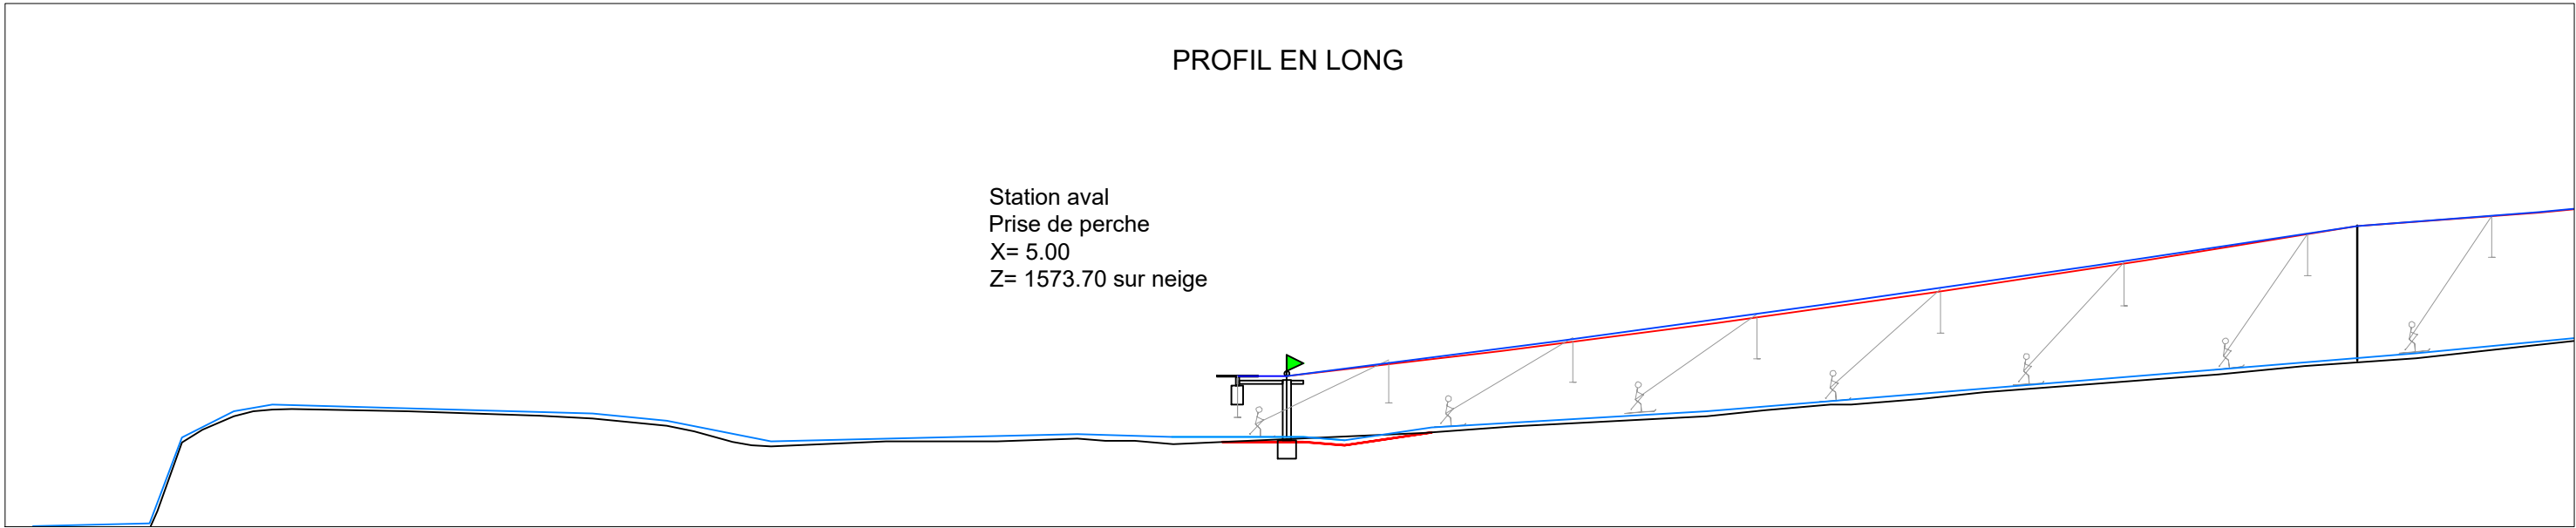 PROFIL EN LONG
Station aval
Prise de perche
X= 5.00
Z= 1573.70 sur neige